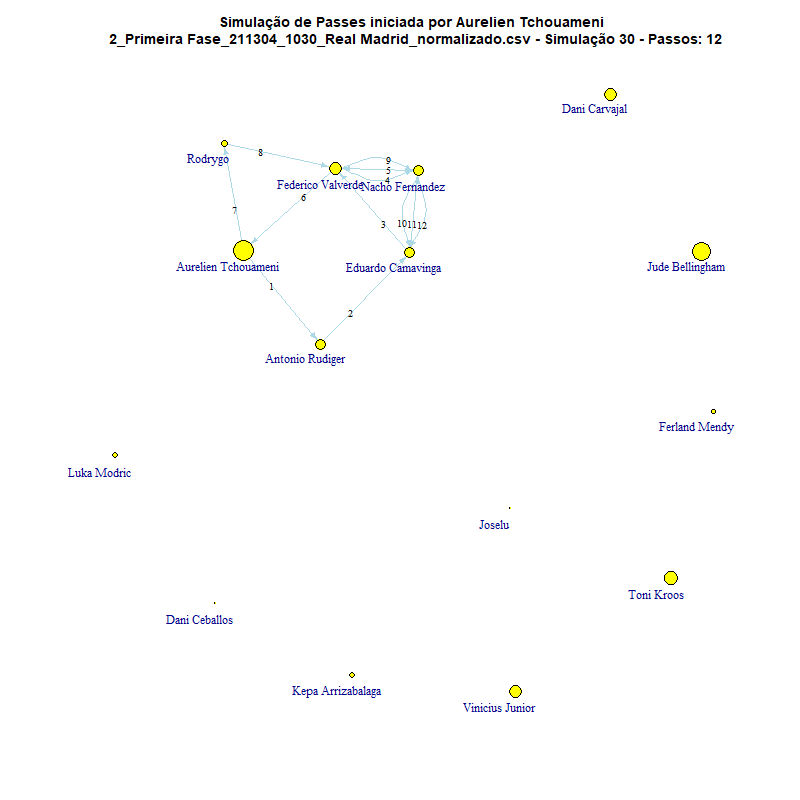 Simulação de Passes iniciada por Aurelien Tchouameni
2_Primeira Fase_211304_1030_Real Madrid_normalizado.csv - Simulação 30 - Passos: 12
Dani Carvajal
Rodrygo
8
9
5
4
Federico Valverde
Nacho Fernandez
6
7
3
10
11
12
Aurelien Tchouameni
Eduardo Camavinga
Jude Bellingham
1
2
Antonio Rudiger
Ferland Mendy
Luka Modric
Joselu
Toni Kroos
Dani Ceballos
Kepa Arrizabalaga
Vinicius Junior